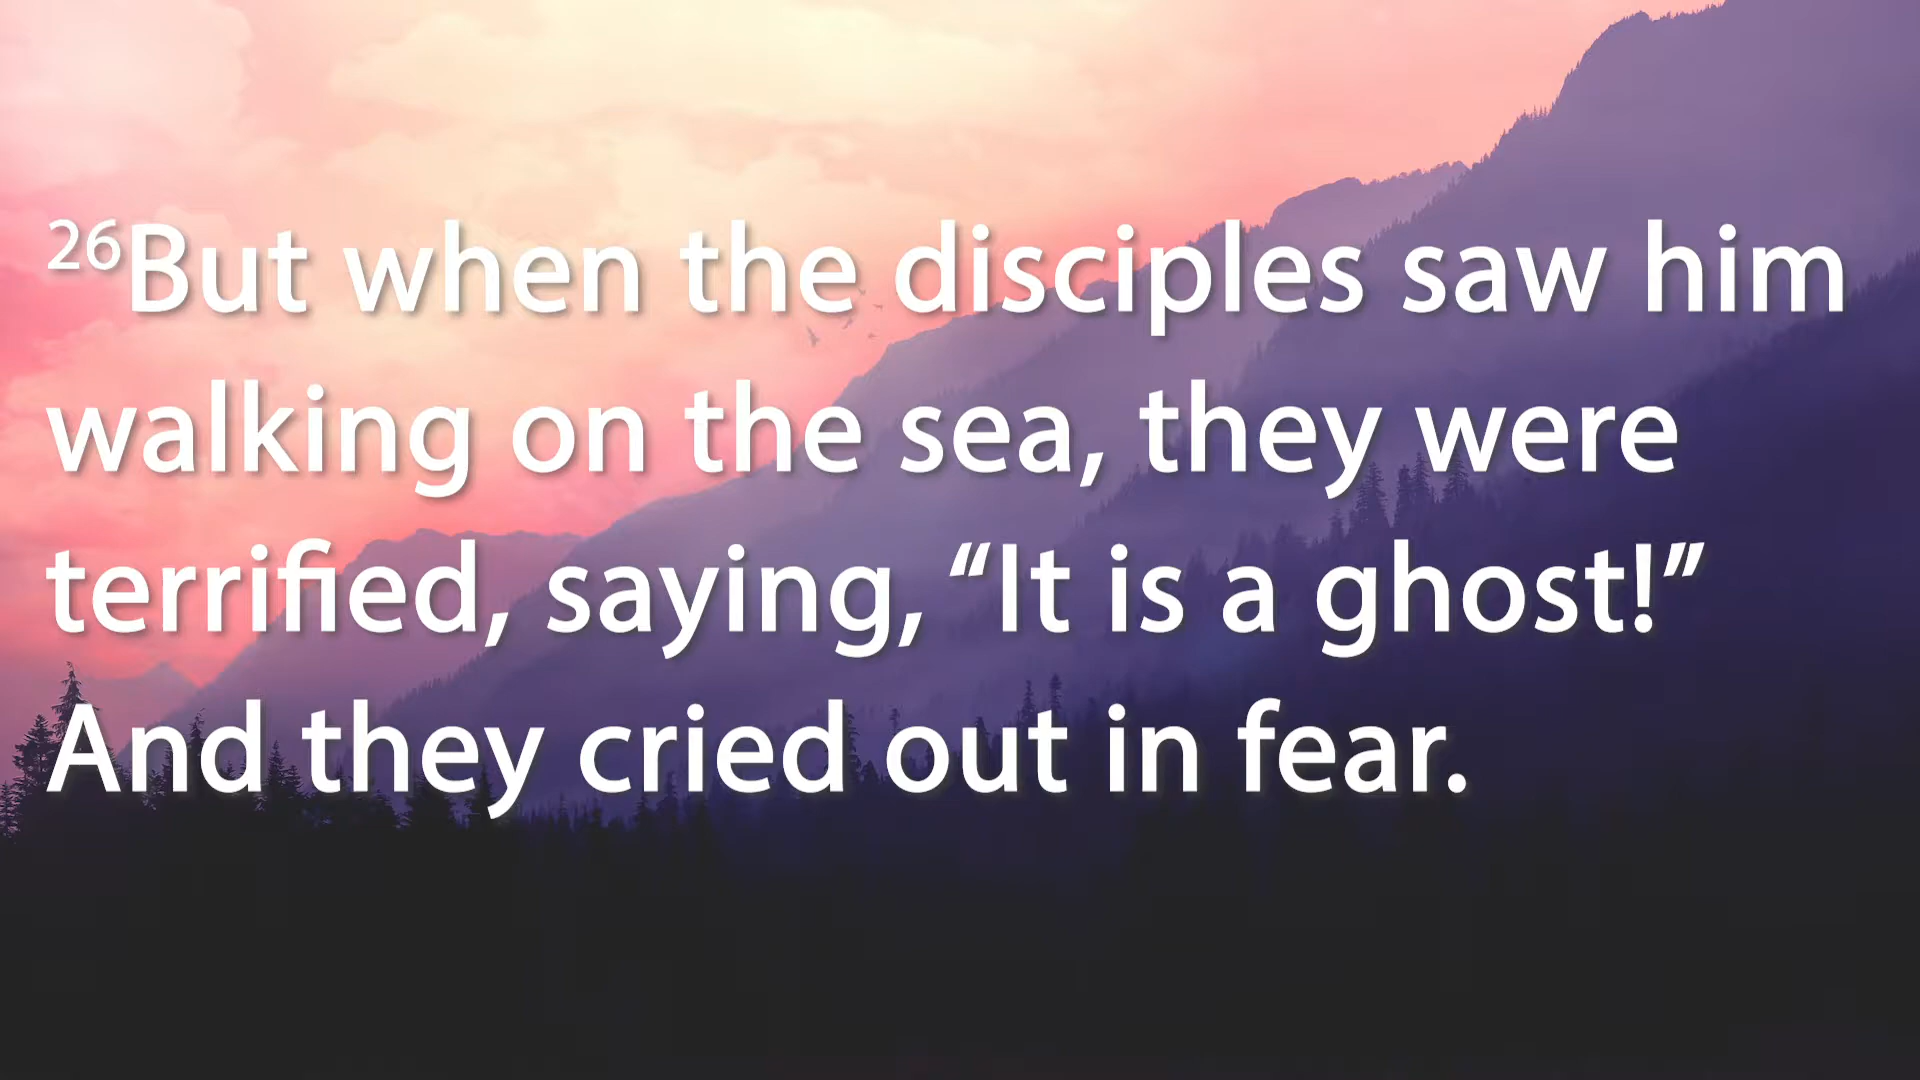 26But when the disciples saw him
walking on the sea, they were
terrified, saying, “It is a ghost!”
And they cried out in fear.